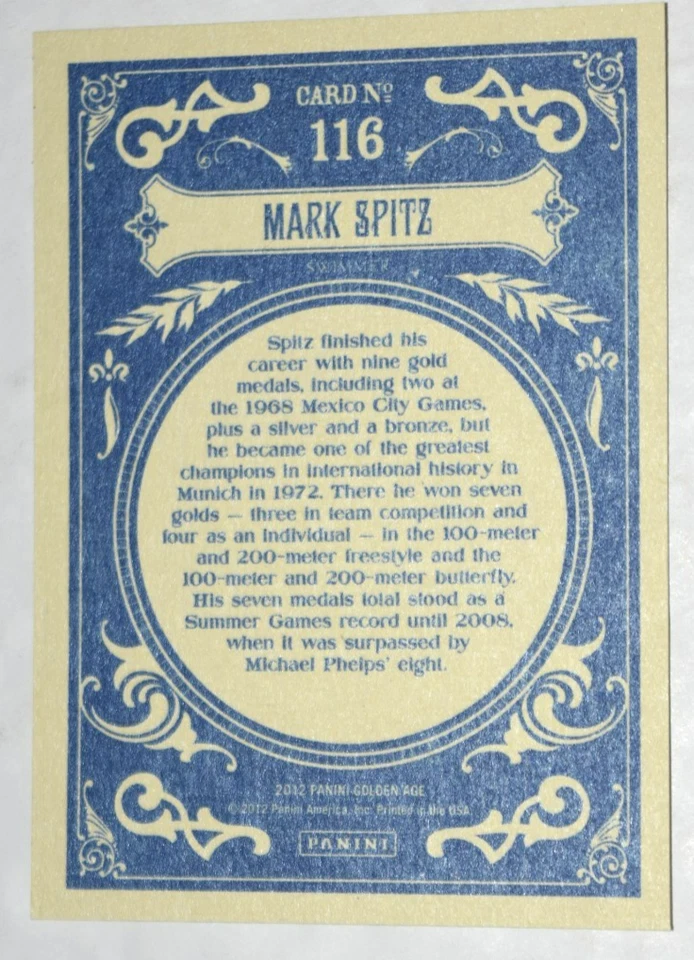 CARD Nº
116
MARK SPITZ
SWIMMER
Spitz finished his
career with nine gold
medals, including two at
the 1968 Mexico City Games,
plus a silver and a bronze, but
he became one of the greatest
champions in international history in
Munich in 1972. There he won seven
golds — three in team competition and
four as an individual — in the 100-meter
and 200-meter freestyle and the
100-meter and 200-meter butterfly.
His seven medals total stood as a
Summer Games record until 2008,
when it was surpassed by
Michael Phelps' eight.
2012 PANINI GOLDEN AGE
© 2012 Panini America, Inc. Printed in the USA
PANINI